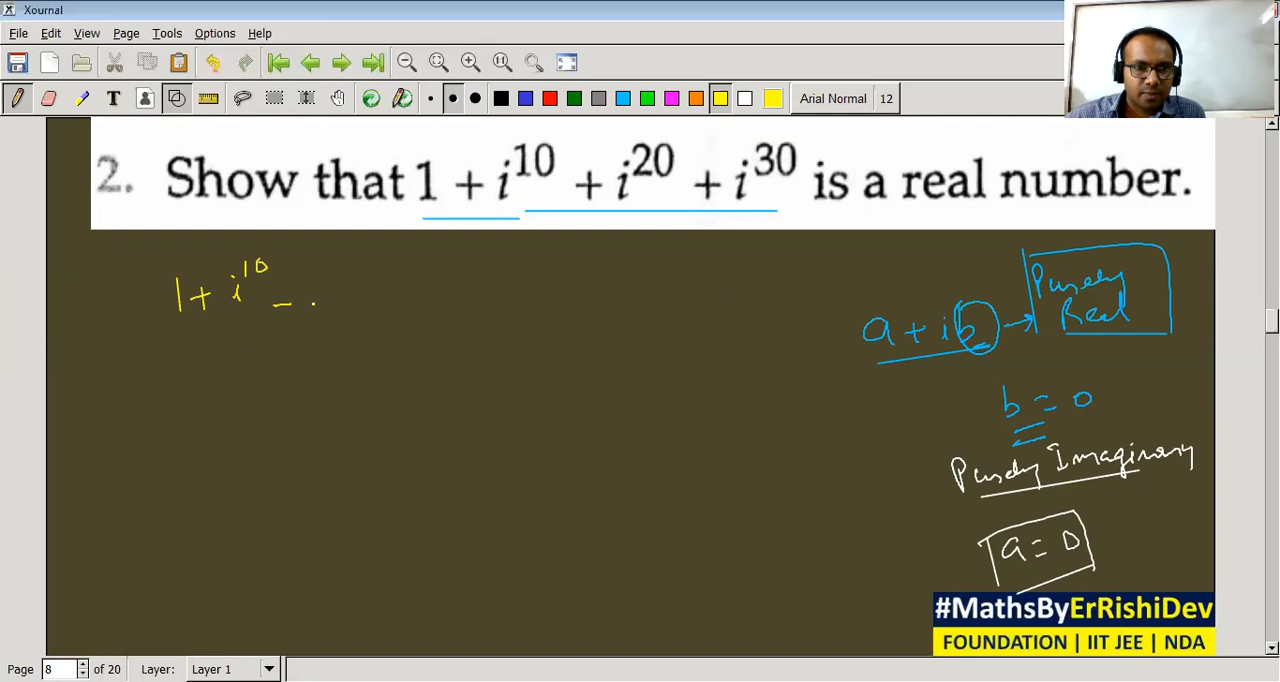 Xournal
File Edit View Page Tools Options Help
Arial Normal 12
2. Show that 1 + i^10 + i^20 + i^30 is a real number.
1 + i^10 - .
a + ib → Purely Real
b = 0
Purely Imaginary
a = 0
#MathsByErRishiDev
FOUNDATION | IIT JEE | NDA
Page 8 of 20 Layer: Layer 1